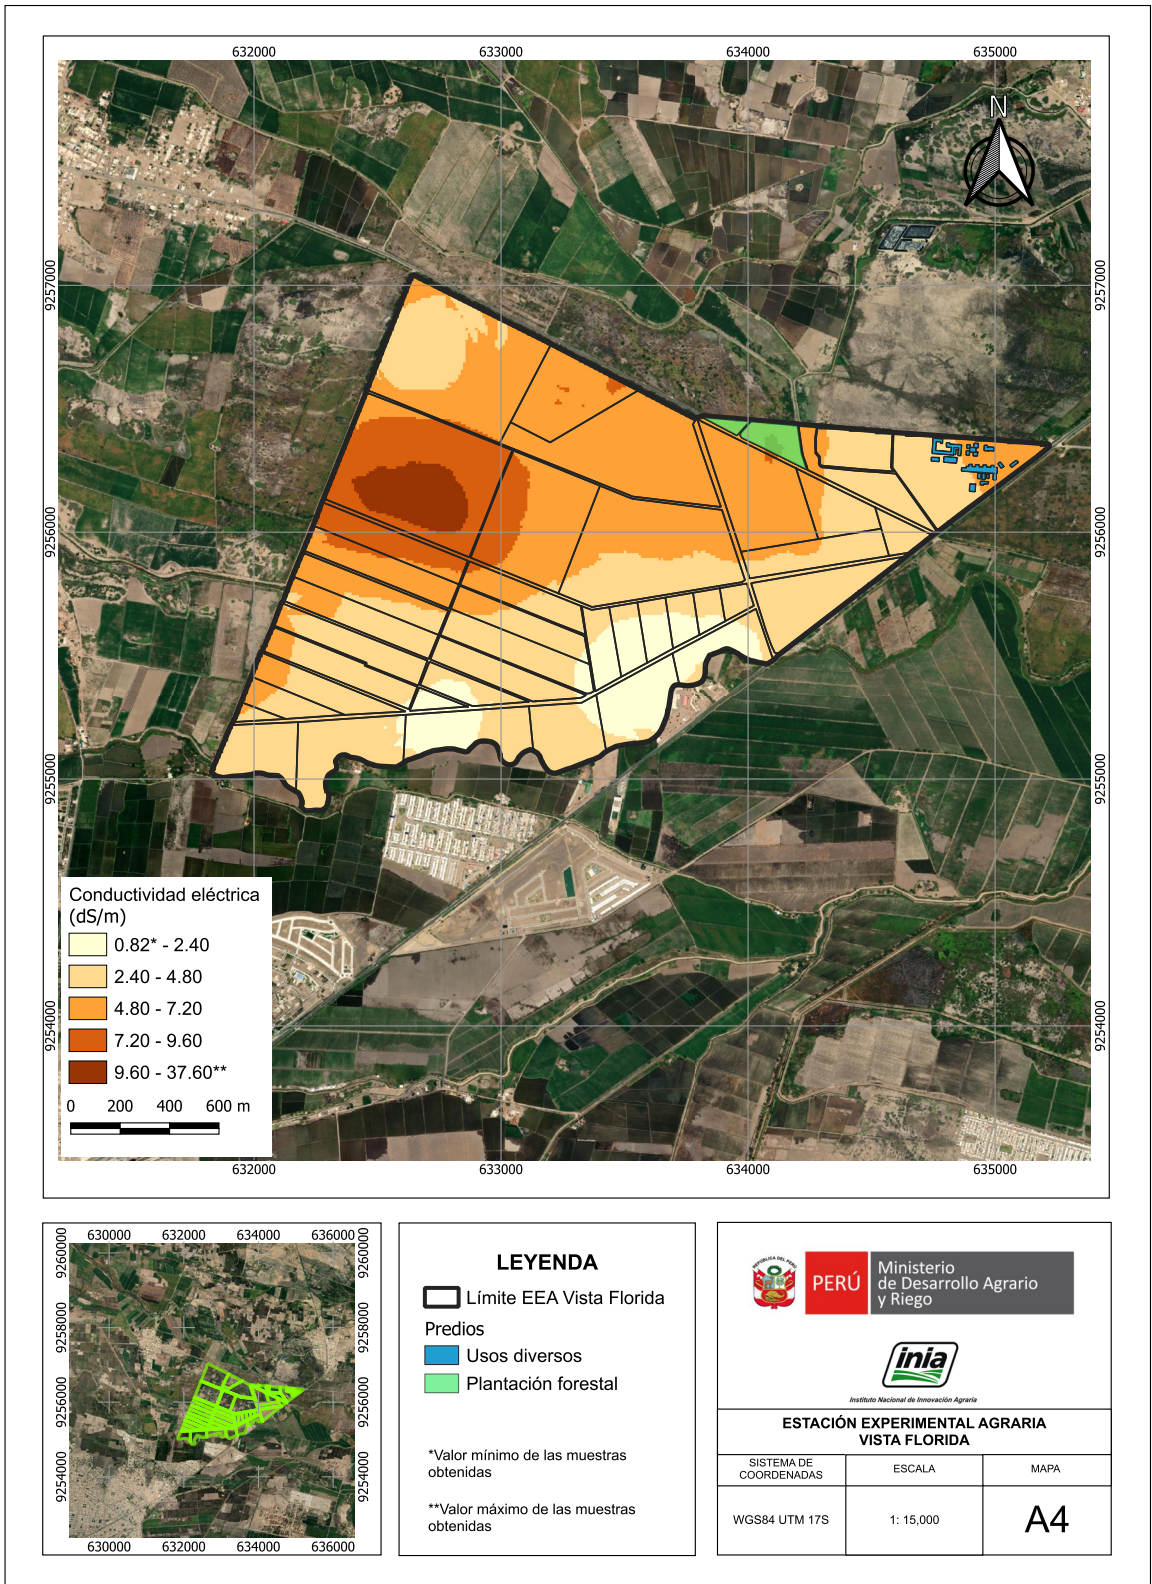 632000 633000 634000 635000
N
9257000 9257000
9256000 9256000
9255000 9255000
9254000 9254000
Conductividad eléctrica
(dS/m)
0.82* - 2.40
2.40 - 4.80
4.80 - 7.20
7.20 - 9.60
9.60 - 37.60**
0 200 400 600 m
632000 633000 634000 635000
630000 632000 634000 636000
9260000 9260000
9258000 9258000
9256000 9256000
9254000 9254000
630000 632000 634000 636000
LEYENDA
Límite EEA Vista Florida
Predios
Usos diversos
Plantación forestal
*Valor mínimo de las muestras
obtenidas
**Valor máximo de las muestras
obtenidas
REPÚBLICA DEL PERÚ
PERÚ
Ministerio
de Desarrollo Agrario
y Riego
inia
Instituto Nacional de Innovación Agraria
ESTACIÓN EXPERIMENTAL AGRARIA
VISTA FLORIDA
SISTEMA DE
COORDENADAS
ESCALA
MAPA
WGS84 UTM 17S
1: 15,000
A4